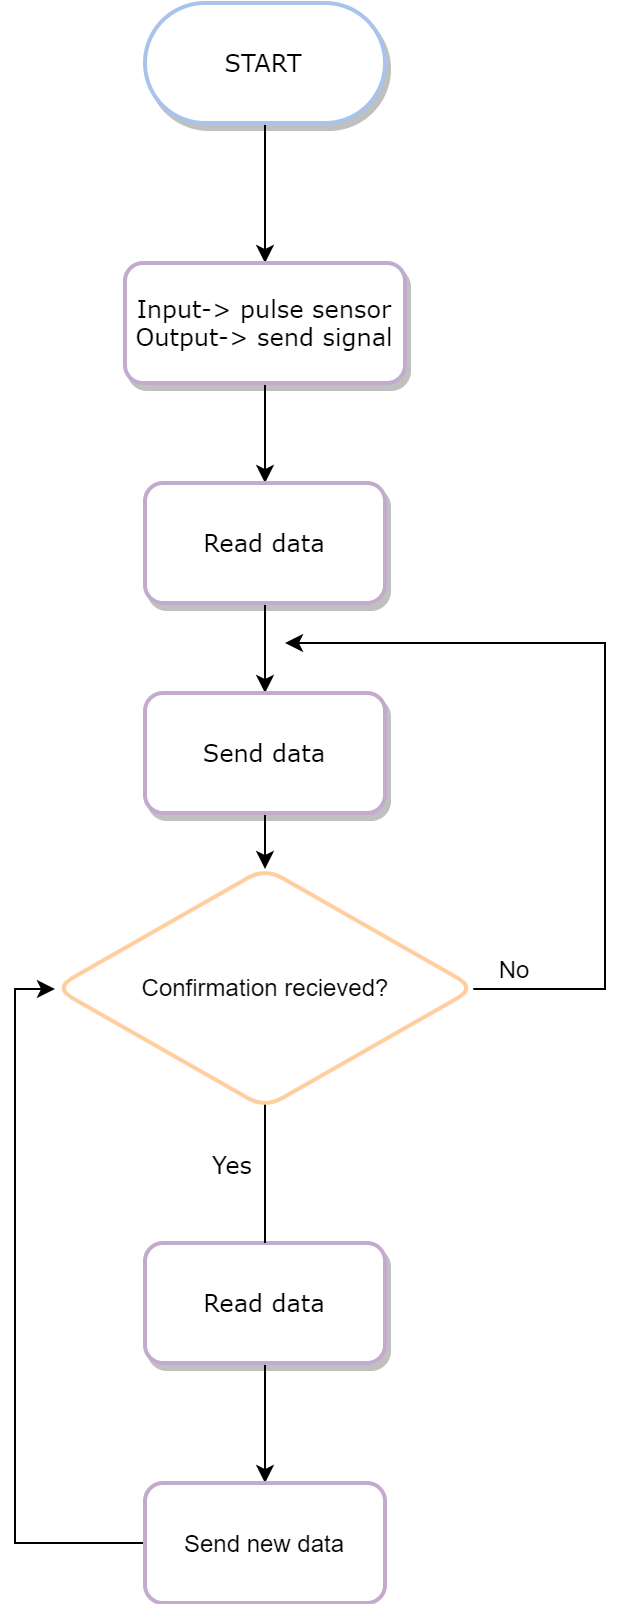 START
Input-> pulse sensor
Output-> send signal
Read data
Send data
No
Confirmation recieved?
Yes
Read data
Send new data